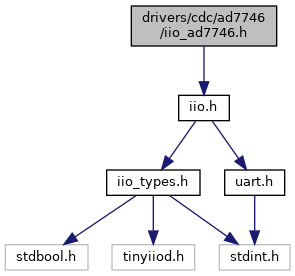 drivers/cdc/ad7746
/iio_ad7746.h
iio.h
iio_types.h
uart.h
stdbool.h
tinyiiod.h
stdint.h